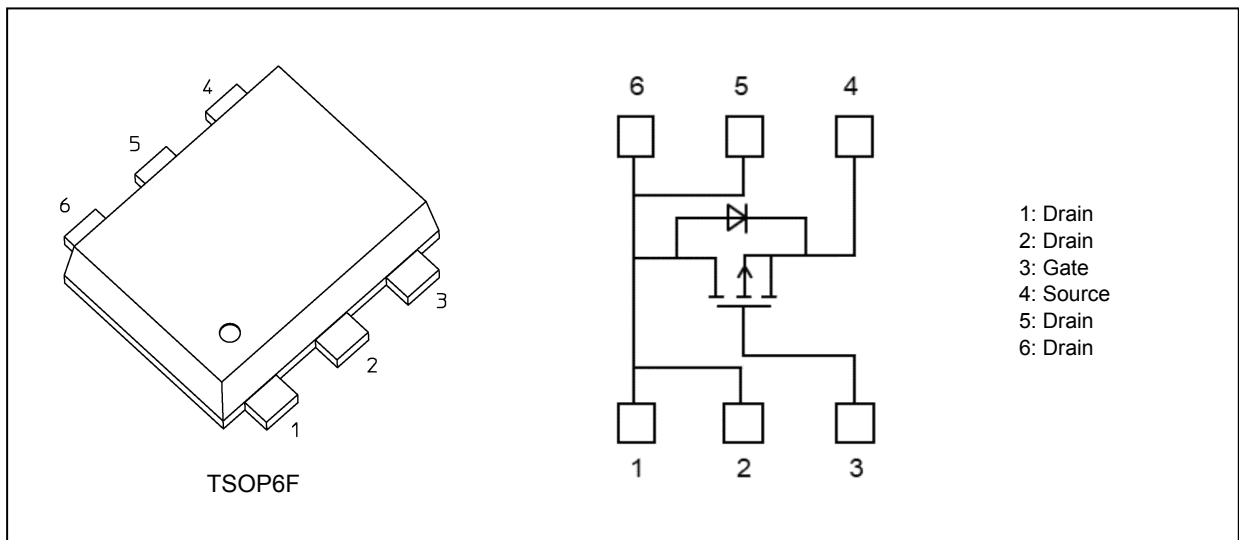 4
5
6
3
2
1
TSOP6F
6 5 4
1 2 3
1: Drain
2: Drain
3: Gate
4: Source
5: Drain
6: Drain